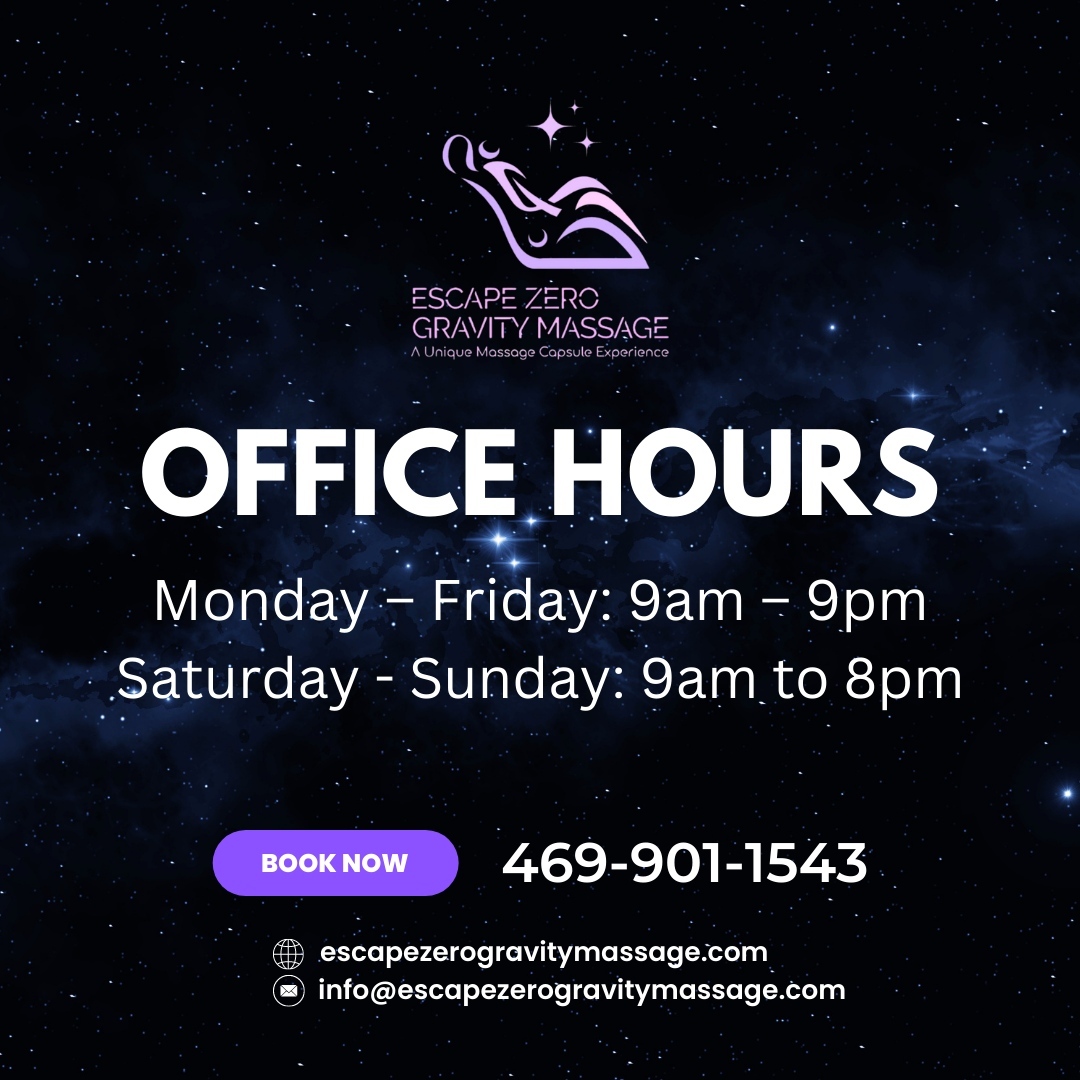 ESCAPE ZERO
GRAVITY MASSAGE
A Unique Massage Capsule Experience
OFFICE HOURS
Monday – Friday: 9am – 9pm
Saturday - Sunday: 9am to 8pm
BOOK NOW
469-901-1543
escapezerogravitymassage.com
info@escapezerogravitymassage.com